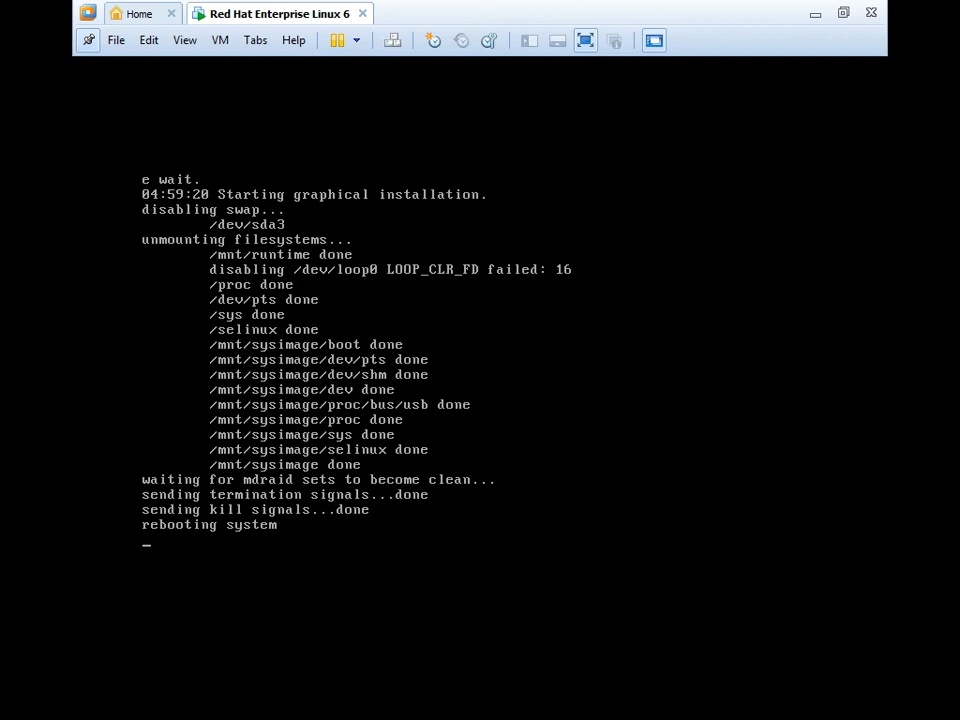 Home
Red Hat Enterprise Linux 6
File Edit View VM Tabs Help
e wait.
04:59:20 Starting graphical installation.
disabling swap...
/dev/sda3
unmounting filesystems...
/mnt/runtime done
disabling /dev/loop0 LOOP_CLR_FD failed: 16
/proc done
/dev/pts done
/sys done
/selinux done
/mnt/sysimage/boot done
/mnt/sysimage/dev/pts done
/mnt/sysimage/dev/shm done
/mnt/sysimage/dev done
/mnt/sysimage/proc/bus/usb done
/mnt/sysimage/proc done
/mnt/sysimage/sys done
/mnt/sysimage/selinux done
/mnt/sysimage done
waiting for mdraid sets to become clean...
sending termination signals...done
sending kill signals...done
rebooting system